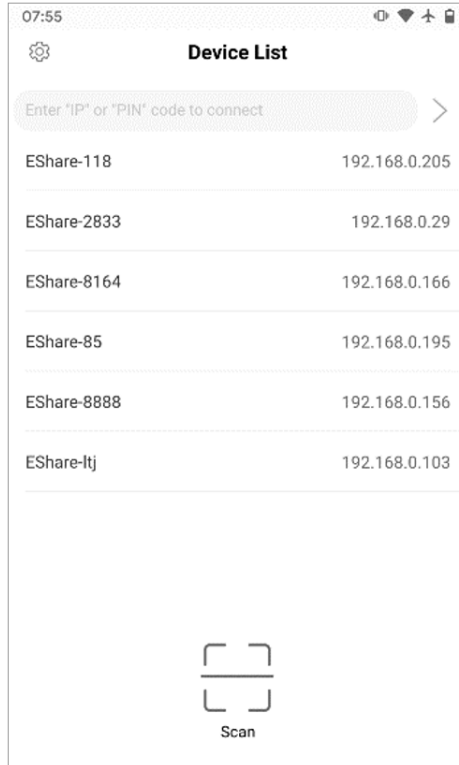 07:55
Device List
Enter "IP" or "PIN" code to connect
EShare-118 192.168.0.205
EShare-2833 192.168.0.29
EShare-8164 192.168.0.166
EShare-85 192.168.0.195
EShare-8888 192.168.0.156
EShare-ltj 192.168.0.103
Scan